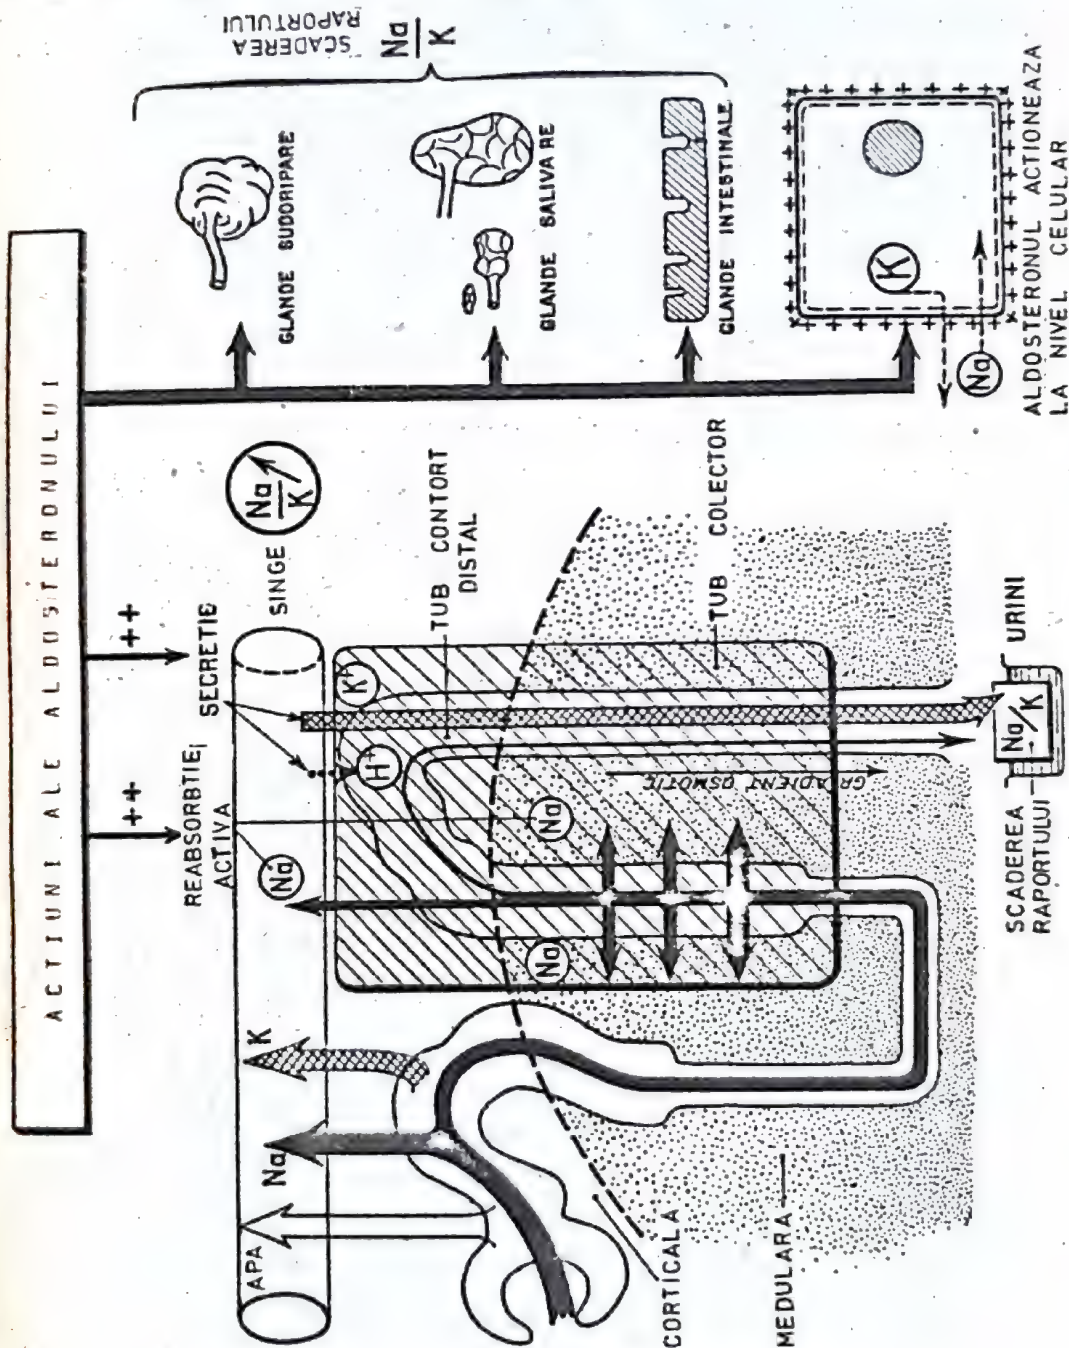 ACTIUNI ALE ALDOSTERONULUI
++
++
REABSORBTIE
ACTIVA
SECRETIE
SINGE
Na
K
APA
Na
K
Na
H+
K+
Na
Na
TUB CONTORT
DISTAL
TUB COLECTOR
GRADIENT OSMOTIC
CORTICALA
MEDULARA
SCADEREA
RAPORTULUI
Na/K
URINI
GLANDE SUDORIPARE
GLANDE SALIVARE
GLANDE INTESTINALE
SCADEREA
RAPORTULUI
Na
K
K
Na
ALDOSTERONUL ACTIONEAZA
LA NIVEL CELULAR